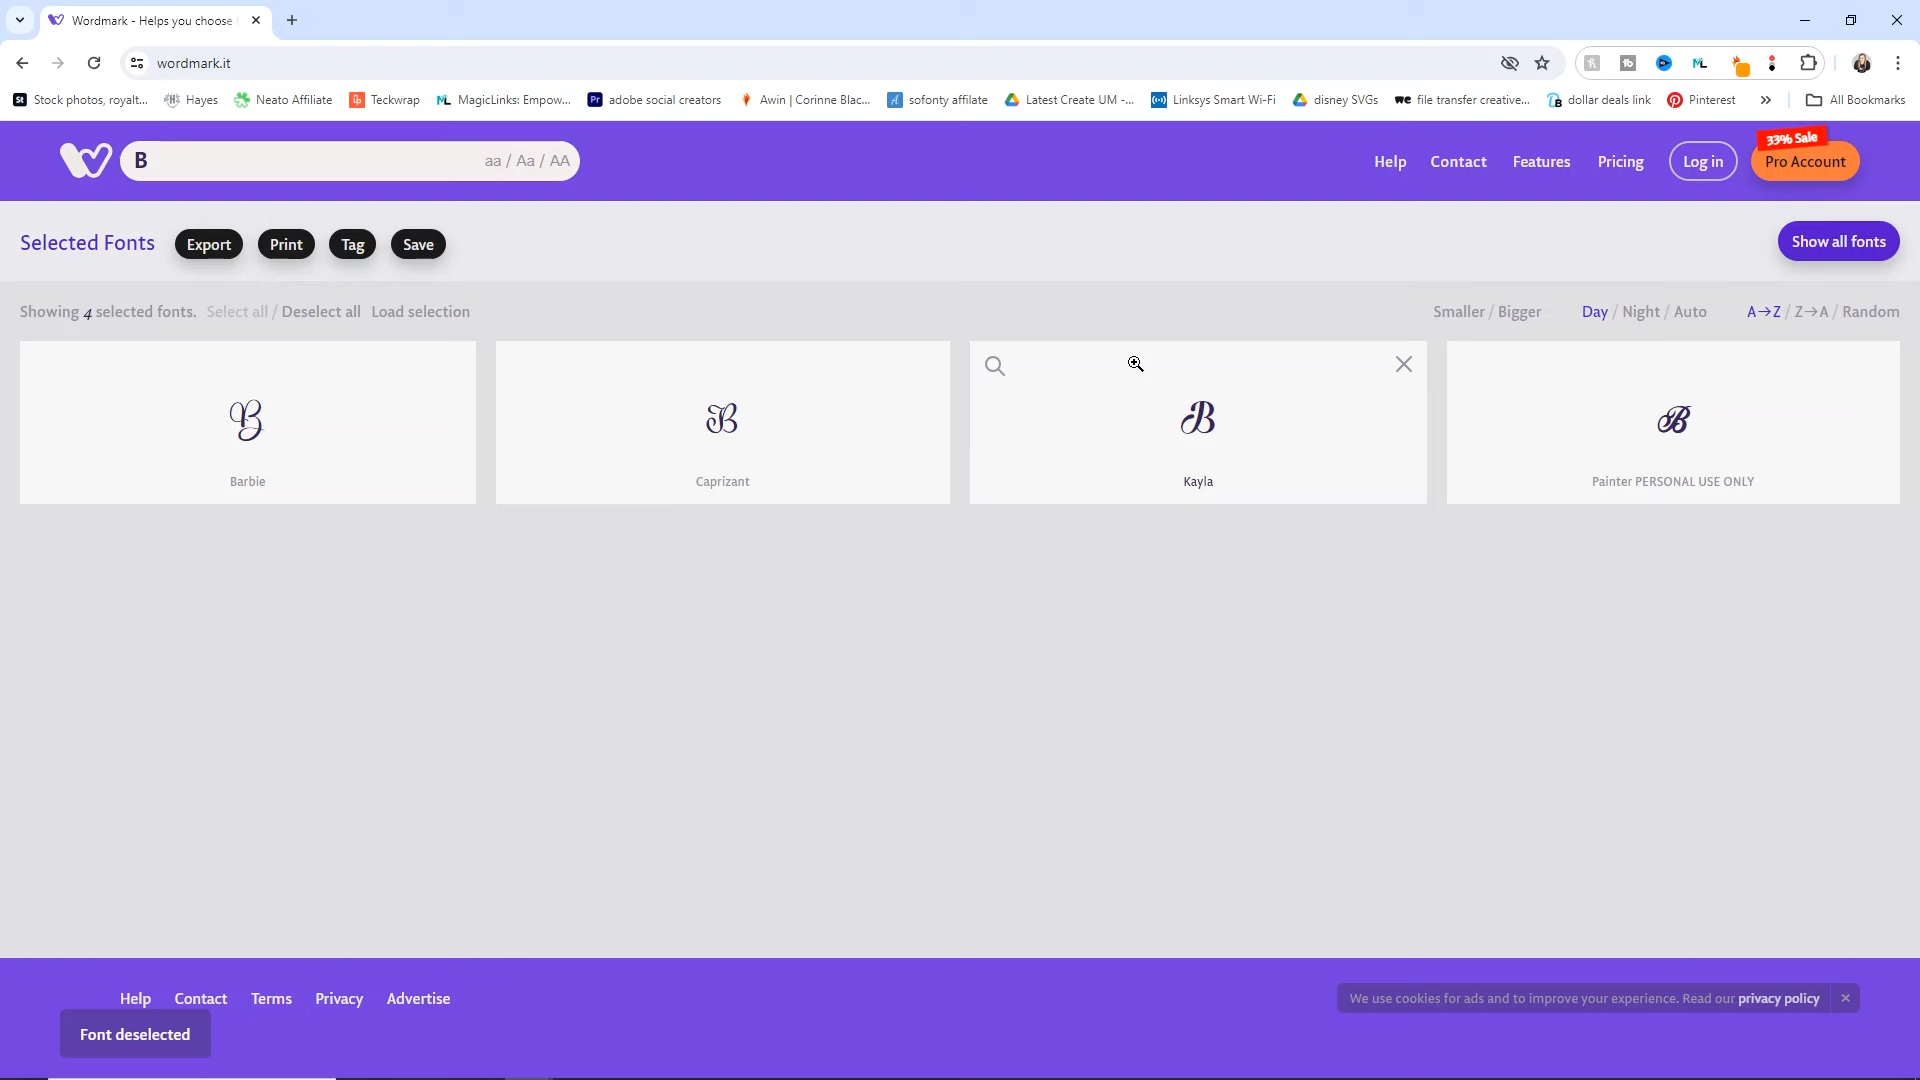 Wordmark - Helps you choose
wordmark.it
Stock photos, royalt... Hayes Neato Affiliate Teckwrap MagicLinks: Empow... adobe social creators Awin | Corinne Blac... sofonty affilate Latest Create UM -... Linksys Smart Wi-Fi disney SVGs file transfer creative... dollar deals link Pinterest » All Bookmarks
B aa / Aa / AA Help Contact Features Pricing Log in 33% Sale Pro Account
Selected Fonts Export Print Tag Save Show all fonts
Showing 4 selected fonts. Select all / Deselect all Load selection Smaller / Bigger Day / Night / Auto A→Z / Z→A / Random
B B B B
Barbie Caprizant Kayla Painter PERSONAL USE ONLY
Help Contact Terms Privacy Advertise We use cookies for ads and to improve your experience. Read our privacy policy ×
Font deselected